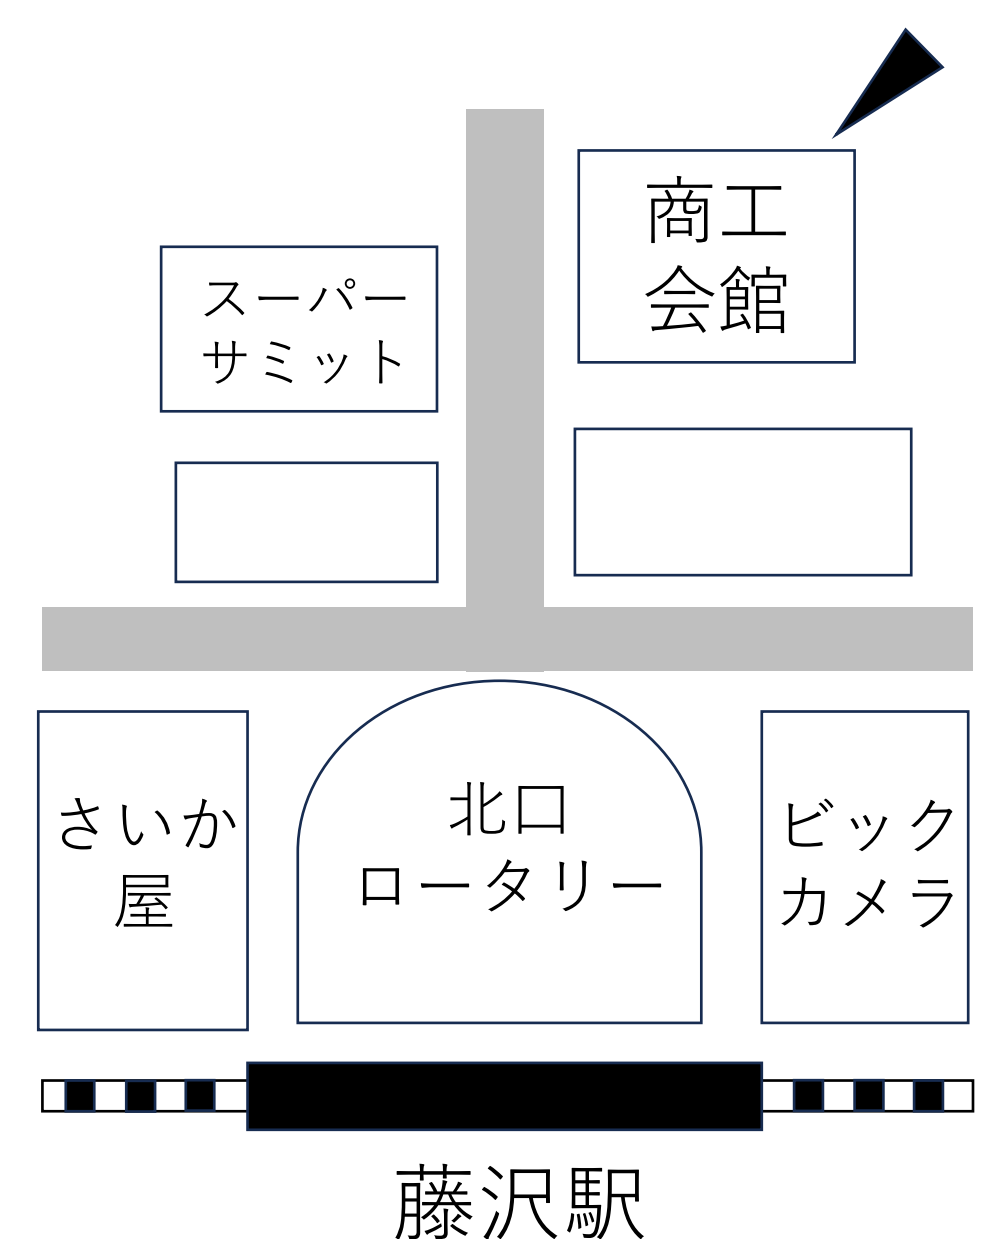 商工
会館
スーパー
サミット
さいか
屋
北口
ロータリー
ビック
カメラ
藤沢駅